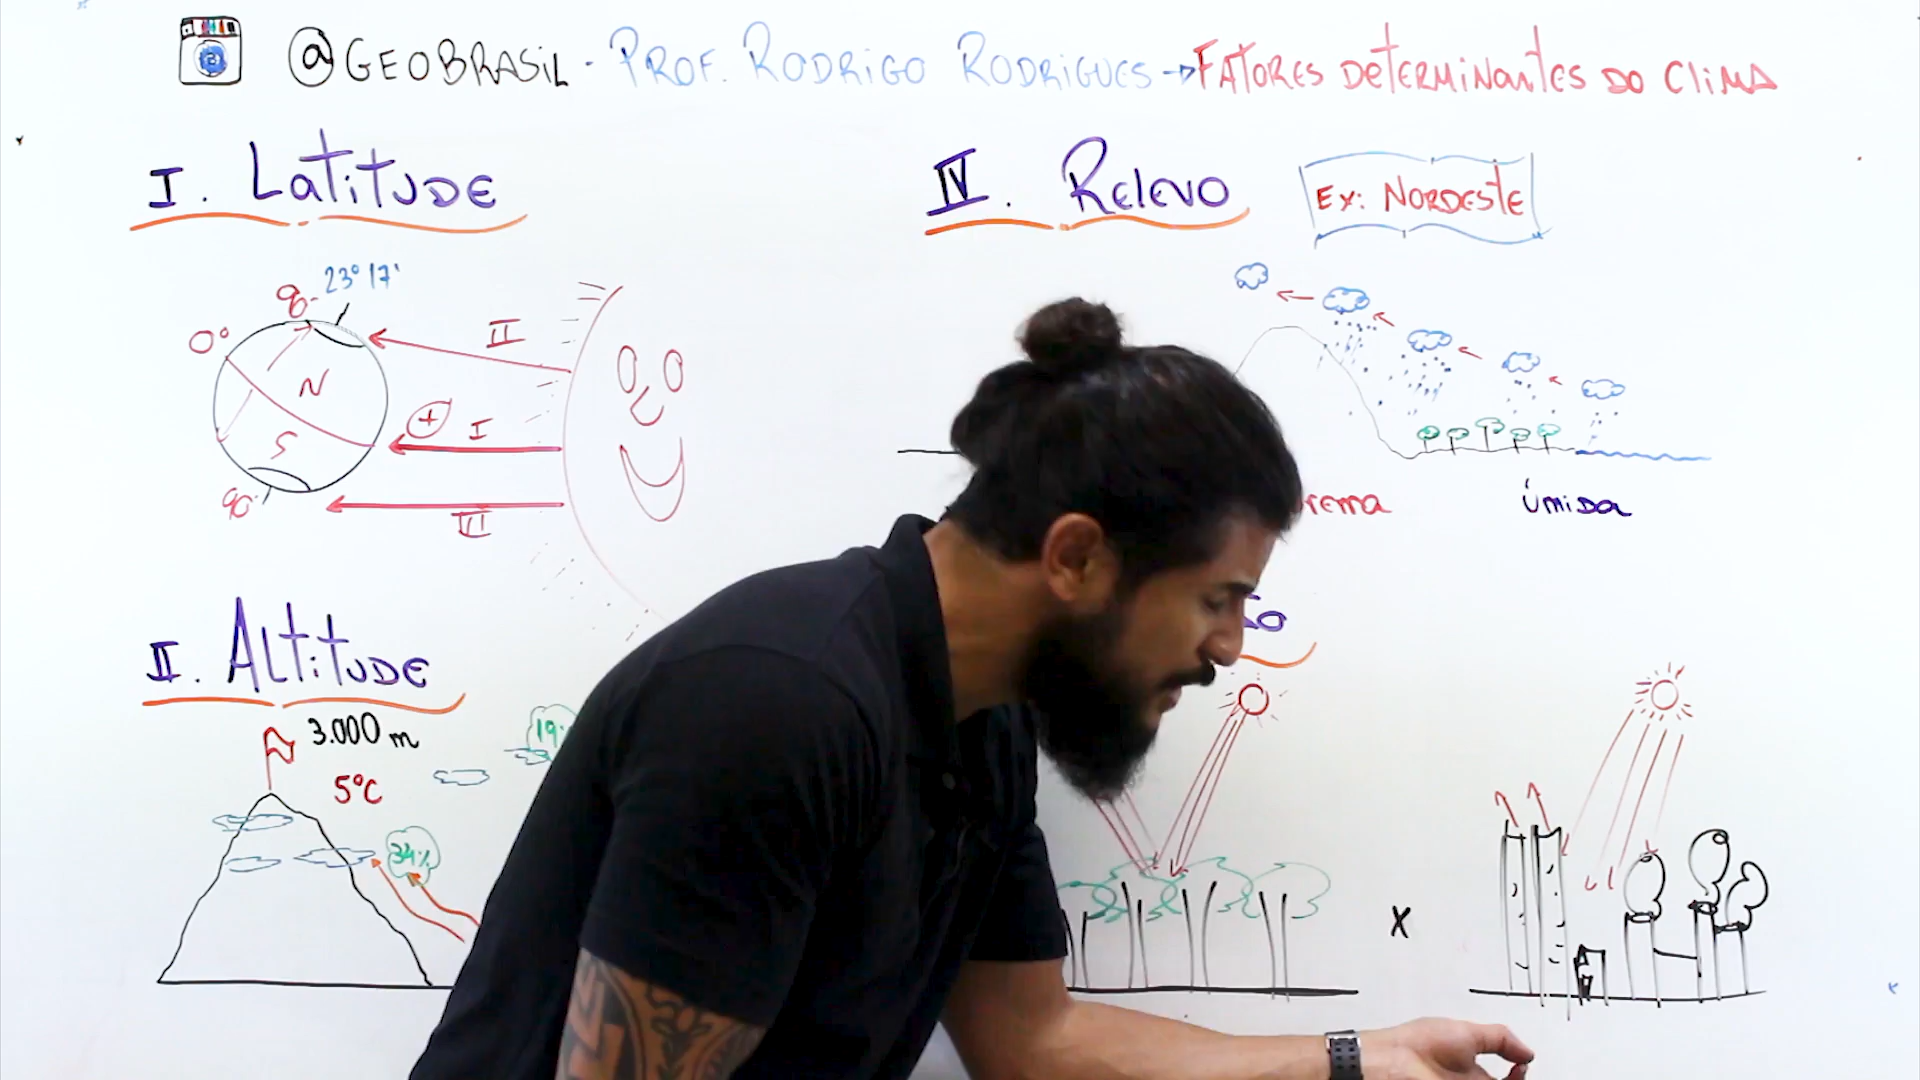 @GEOBRASIL - PROF. RODRIGO RODRIGUES → FATORES DETERMINANTES DO CLIMA
I. LATITUDE
23° 17'
90°
0°
N
S
90°
II
+ I
III
IV. RELEVO
EX: NORDESTE
ÚMIDA
II. ALTITUDE
3.000 m
5°C
34%
X